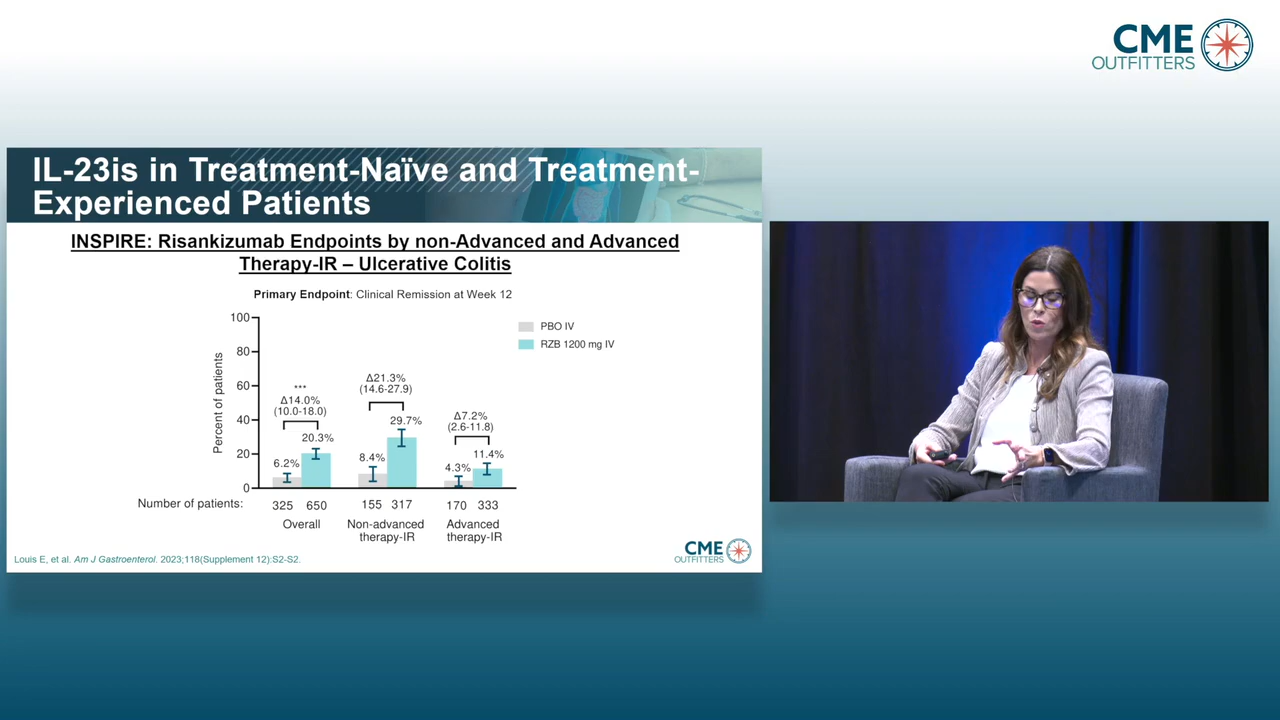 CME
OUTFITTERS
IL-23is in Treatment-Naïve and Treatment-
Experienced Patients
INSPIRE: Risankizumab Endpoints by non-Advanced and Advanced
Therapy-IR – Ulcerative Colitis
Primary Endpoint: Clinical Remission at Week 12
Percent of patients
100
80
60
40
20
0
PBO IV
RZB 1200 mg IV
***
Δ14.0%
(10.0-18.0)
6.2%
20.3%
Δ21.3%
(14.6-27.9)
8.4%
29.7%
Δ7.2%
(2.6-11.8)
4.3%
11.4%
Number of patients: 325 650 155 317 170 333
Overall
Non-advanced
therapy-IR
Advanced
therapy-IR
Louis E, et al. Am J Gastroenterol. 2023;118(Supplement 12):S2-S2.
CME
OUTFITTERS